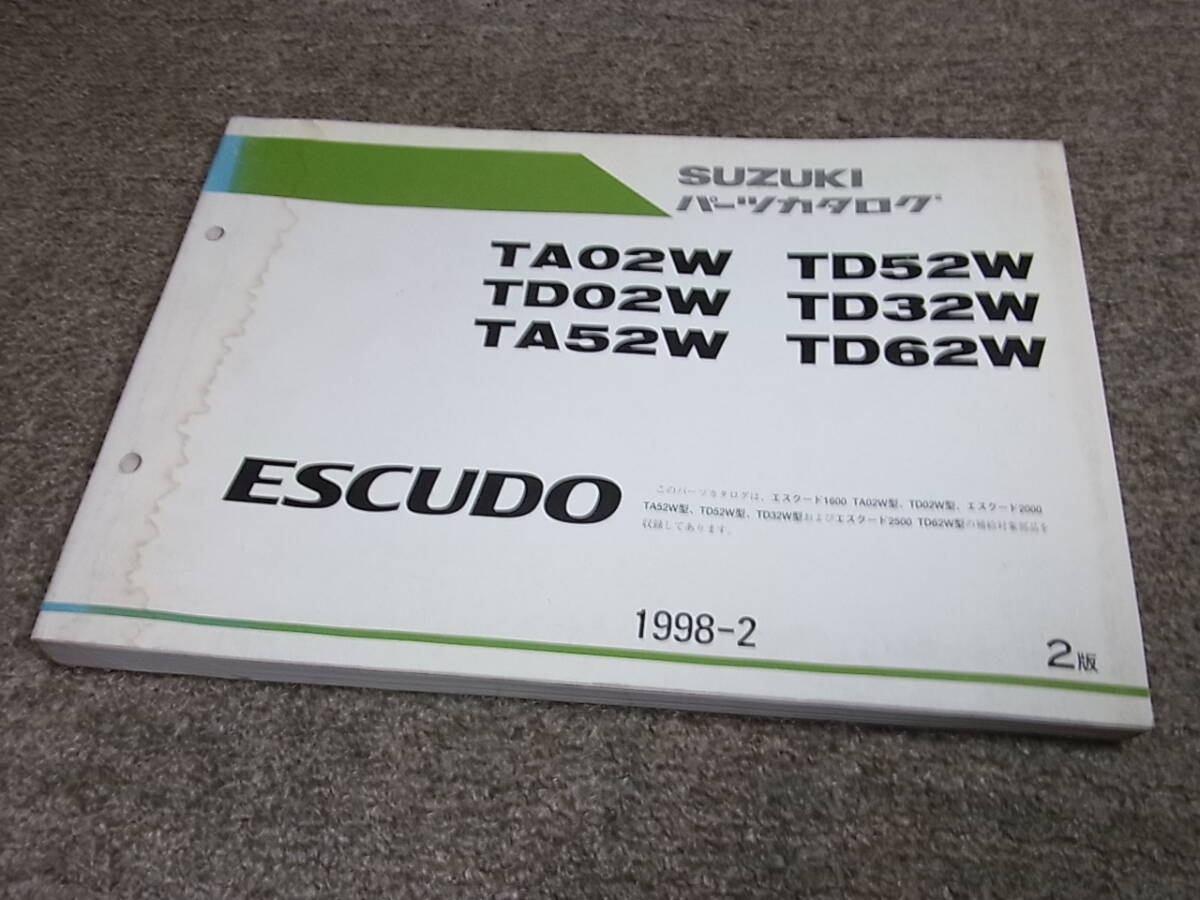 SUZUKI
パーツカタログ
TA02W TD52W
TD02W TD32W
TA52W TD62W
ESCUDO
このパーツカタログは、エスクード1600 TA02W型、TD02W型、エスクード2000
TA52W型、TD52W型、TD32W型およびエスクード2500 TD62W型の補給対象部品を
収録してあります。
1998-2
2版